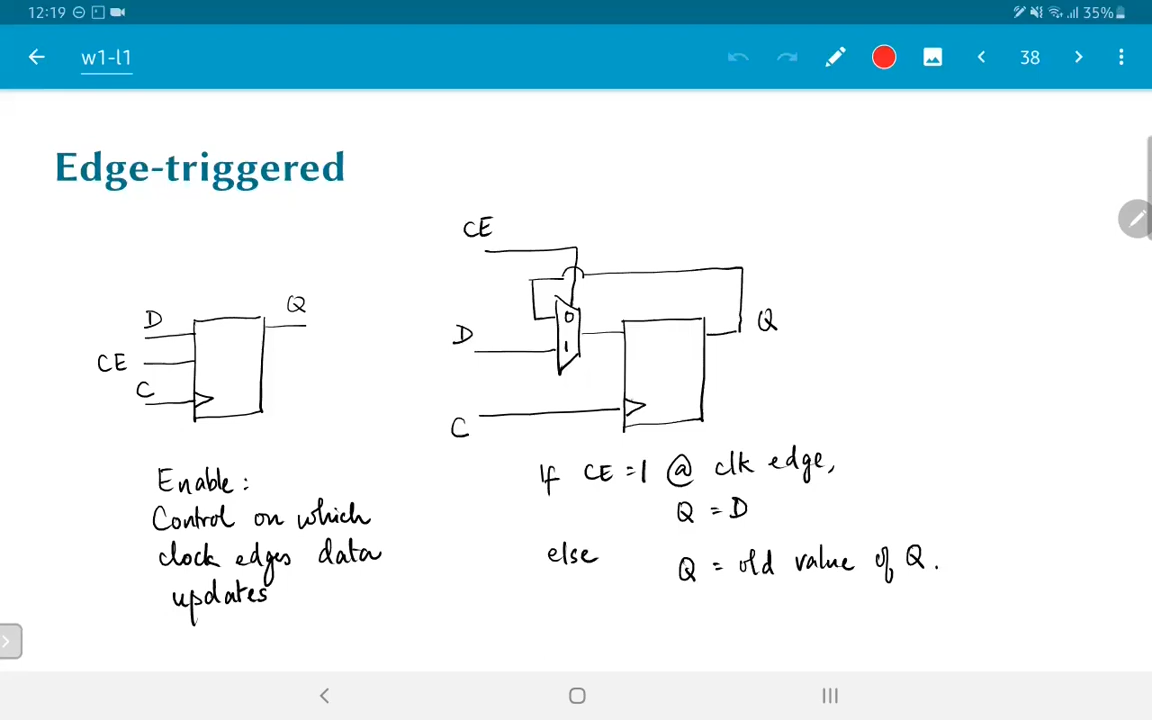 12:19
35%
w1-l1
38
Edge-triggered
D
Q
CE
C
CE
0
D
1
Q
C
Enable:
Control on which
clock edges data
updates
If CE=1 @ clk edge,
Q = D
else Q = old value of Q.